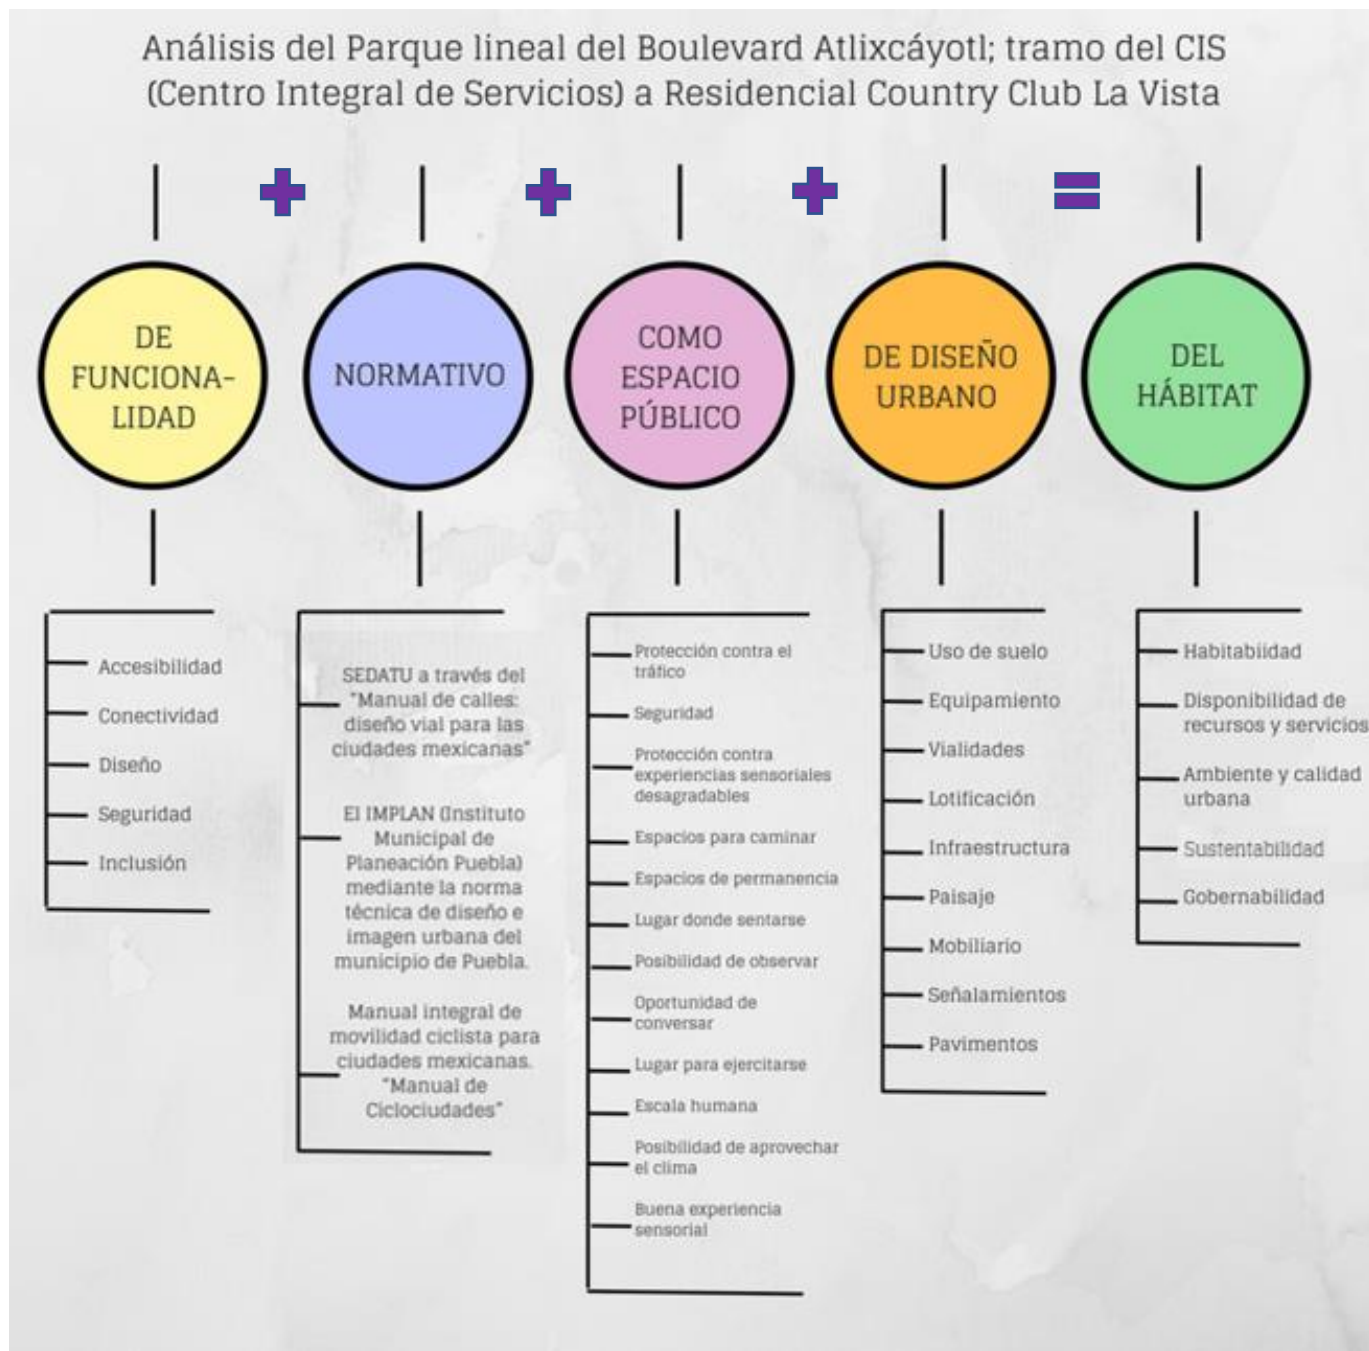 Análisis del Parque lineal del Boulevard Atlixcáyotl; tramo del CIS
(Centro Integral de Servicios) a Residencial Country Club La Vista
DE
FUNCIONA-
LIDAD
NORMATIVO
COMO
ESPACIO
PÚBLICO
DE DISEÑO
URBANO
DEL
HÁBITAT
Accesibilidad
Conectividad
Diseño
Seguridad
Inclusión
SEDATU a través del
"Manual de calles:
diseño vial para las
ciudades mexicanas"
El IMPLAN (Instituto
Municipal de
Planeación Puebla)
mediante la norma
técnica de diseño e
imagen urbana del
municipio de Puebla.
Manual integral de
movilidad ciclista para
ciudades mexicanas.
"Manual de
Ciclociudades"
Protección contra el
tráfico
Seguridad
Protección contra
experiencias sensoriales
desagradables
Espacios para caminar
Espacios de permanencia
Lugar donde sentarse
Posibilidad de observar
Oportunidad de
conversar
Lugar para ejercitarse
Escala humana
Posibilidad de aprovechar
el clima
Buena experiencia
sensorial
Uso de suelo
Equipamiento
Vialidades
Lotificación
Infraestructura
Paisaje
Mobiliario
Señalamientos
Pavimentos
Habitabiidad
Disponibilidad de
recursos y servicios
Ambiente y calidad
urbana
Sustentabilidad
Gobernabilidad